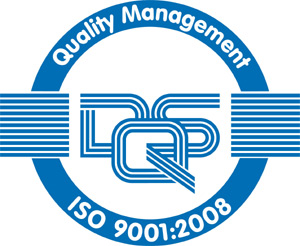 Quality Management
DQS
ISO 9001:2008